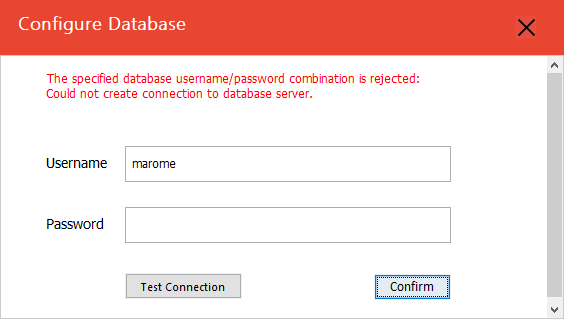 Configure Database
The specified database username/password combination is rejected:
Could not create connection to database server.
Username
marome
Password
Test Connection
Confirm